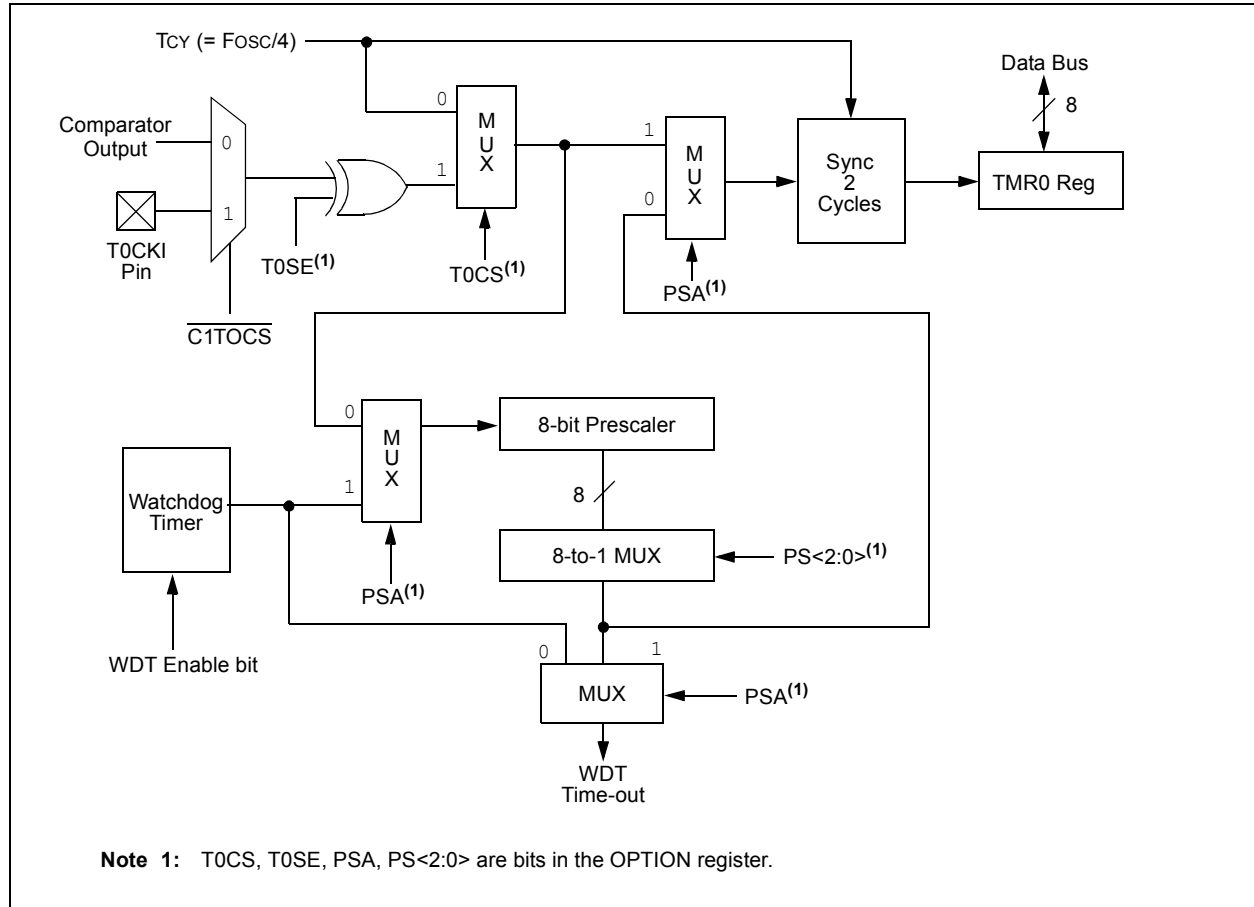 TCY (= FOSC/4)
Data Bus
8
0
MUX
1
Comparator
Output
0
1
T0CKI
Pin
C1TOCS
T0SE(1)
T0CS(1)
1
MUX
0
PSA(1)
Sync
2
Cycles
TMR0 Reg
0
MUX
1
PSA(1)
8-bit Prescaler
8
8-to-1 MUX
PS<2:0>(1)
Watchdog
Timer
WDT Enable bit
0
1
MUX
PSA(1)
WDT
Time-out
Note 1: T0CS, T0SE, PSA, PS<2:0> are bits in the OPTION register.